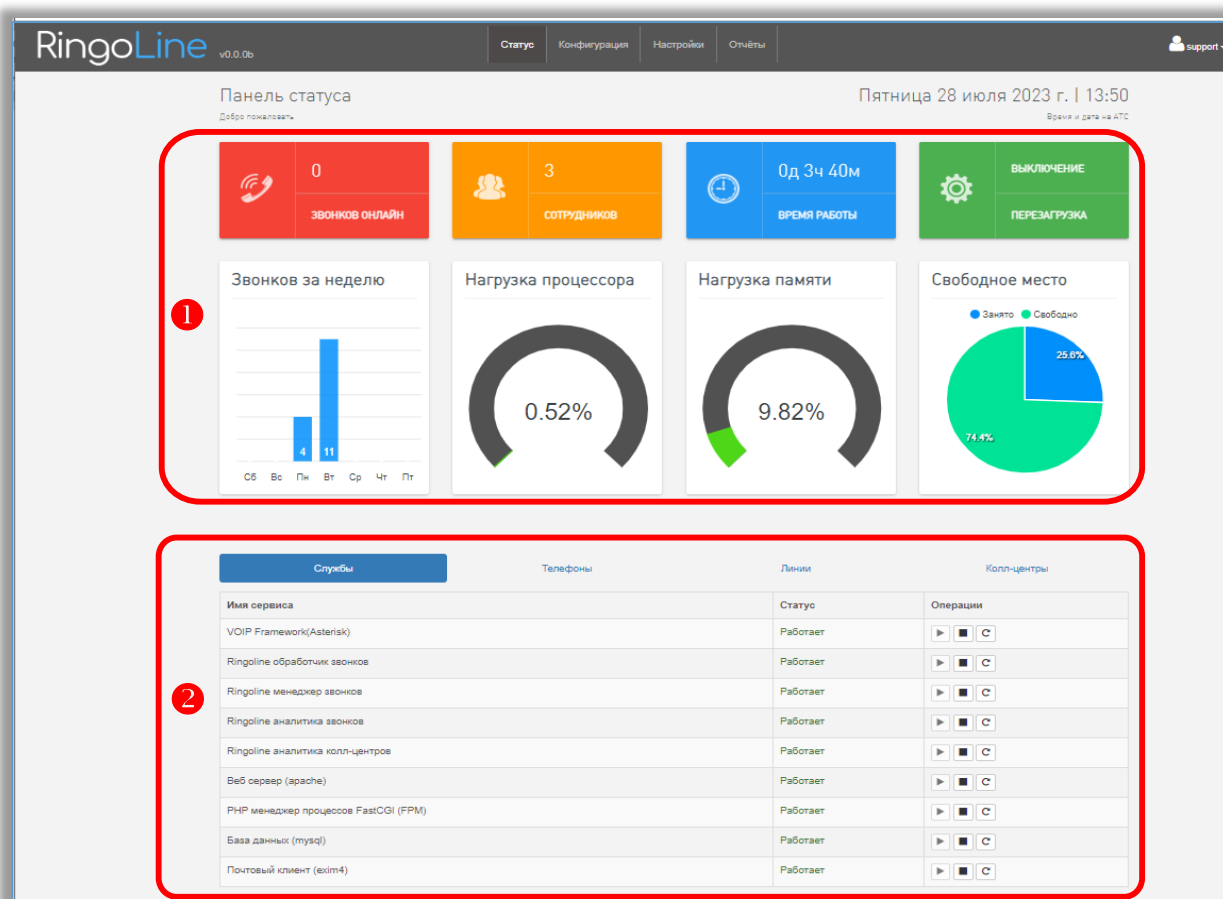 RingoLine v0.0.0b
Статус Конфигурация Настройки Отчёты
support
Панель статуса
Добро пожаловать
Пятница 28 июля 2023 г. | 13:50
Время и дата на АТС
0
ЗВОНКОВ ОНЛАЙН
3
СОТРУДНИКОВ
0д 3ч 40м
ВРЕМЯ РАБОТЫ
ВЫКЛЮЧЕНИЕ
ПЕРЕЗАГРУЗКА
1
Звонков за неделю
4 11
Сб Вс Пн Вт Ср Чт Пт
Нагрузка процессора
0.52%
Нагрузка памяти
9.82%
Свободное место
Занято Свободно
25.6%
74.4%
2
Службы Телефоны Линии Колл-центры
Имя сервиса Статус Операции
VOIP Framework(Asterisk) Работает
Ringoline обработчик звонков Работает
Ringoline менеджер звонков Работает
Ringoline аналитика звонков Работает
Ringoline аналитика колл-центров Работает
Веб сервер (apache) Работает
PHP менеджер процессов FastCGI (FPM) Работает
База данных (mysql) Работает
Почтовый клиент (exim4) Работает